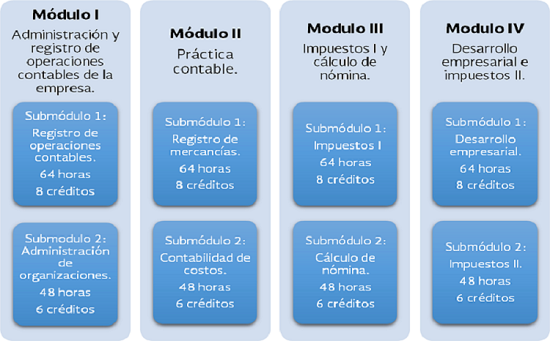 Módulo I
Administración y
registro de
operaciones
contables de la
empresa.
Submódulo 1:
Registro de
operaciones
contables.
64 horas
8 créditos
Submodulo 2:
Administración
de
organizaciones.
48 horas
6 créditos
Módulo II
Práctica
contable.
Submódulo 1:
Registro de
mercancías.
64 horas
8 créditos
Submódulo 2:
Contabilidad de
costos.
48 horas
6 créditos
Modulo III
Impuestos I y
cálculo de
nómina.
Submódulo 1:
Impuestos I
64 horas
8 créditos
Submódulo 2:
Cálculo de
nómina.
48 horas
6 créditos
Modulo IV
Desarrollo
empresarial e
impuestos II.
Submódulo 1:
Desarrollo
empresarial.
64 horas
8 créditos
Submódulo 2:
Impuestos II.
48 horas
6 créditos